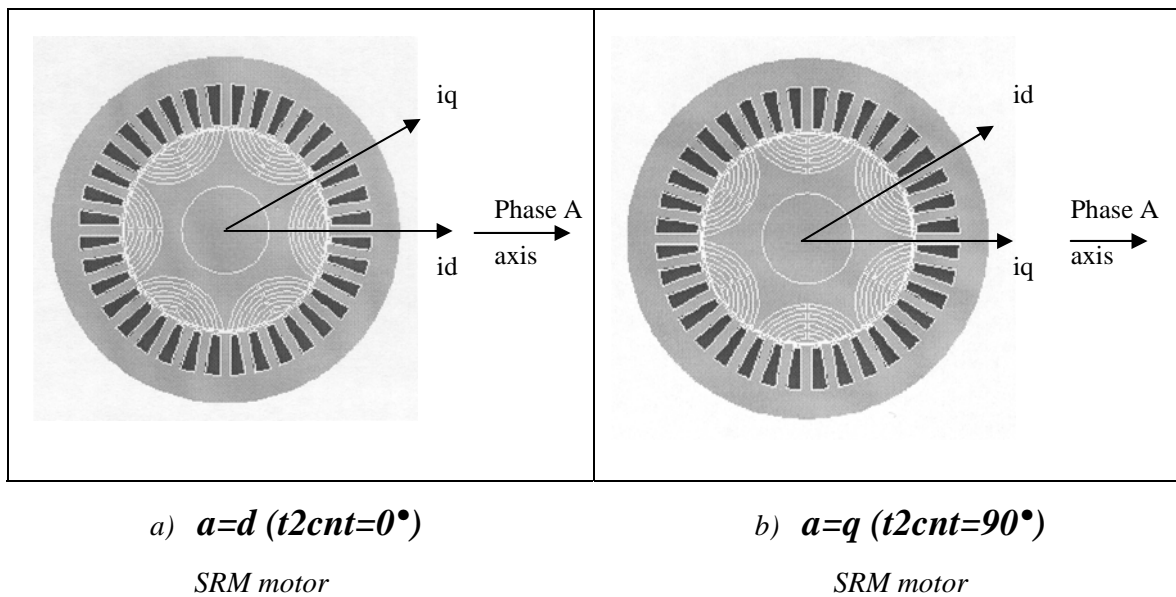 iq
Phase A
axis
id
id
Phase A
axis
iq
a) a=d (t2cnt=0•)
SRM motor
b) a=q (t2cnt=90•)
SRM motor